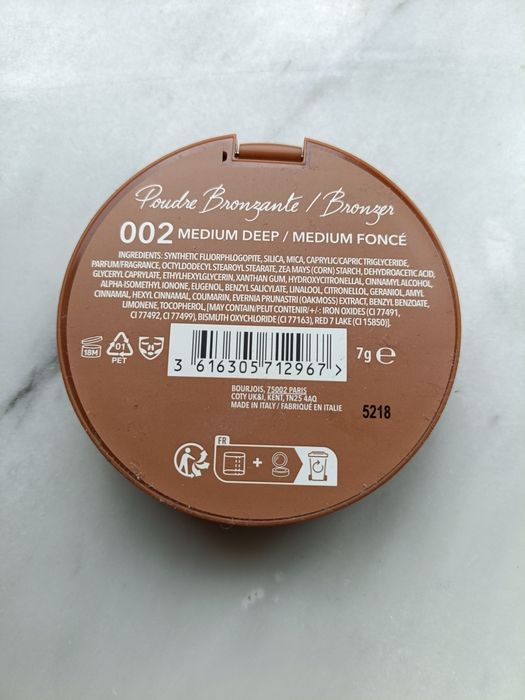 Poudre Bronzante / Bronzer
002 MEDIUM DEEP / MEDIUM FONCÉ
INGREDIENTS: SYNTHETIC FLUORPHLOGOPITE, SILICA, MICA, CAPRYLIC/CAPRIC TRIGLYCERIDE,
PARFUM/FRAGRANCE, OCTYLDODECYL STEAROYL STEARATE, ZEA MAYS (CORN) STARCH, DEHYDROACETIC ACID,
GLYCERYL CAPRYLATE, ETHYLHEXYLGLYCERIN, XANTHAN GUM, HYDROXYCITRONELLAL, CINNAMYL ALCOHOL,
ALPHA-ISOMETHYL IONONE, EUGENOL, BENZYL SALICYLATE, LINALOOL, CITRONELLOL, GERANIOL, AMYL
CINNAMAL, HEXYL CINNAMAL, COUMARIN, EVERNIA PRUNASTRI (OAKMOSS) EXTRACT, BENZYL BENZOATE,
LIMONENE, TOCOPHEROL, [MAY CONTAIN/PEUT CONTENIR/+/-: IRON OXIDES (CI 77491,
CI 77492, CI 77499), BISMUTH OXYCHLORIDE (CI 77163), RED 7 LAKE (CI 15850)].
18M
01
PET
3 616305 712967 >
7g e
BOURJOIS, 75002 PARIS
COTY UK&I, KENT, TN25 4AQ
MADE IN ITALY / FABRIQUÉ EN ITALIE
5218
FR
+